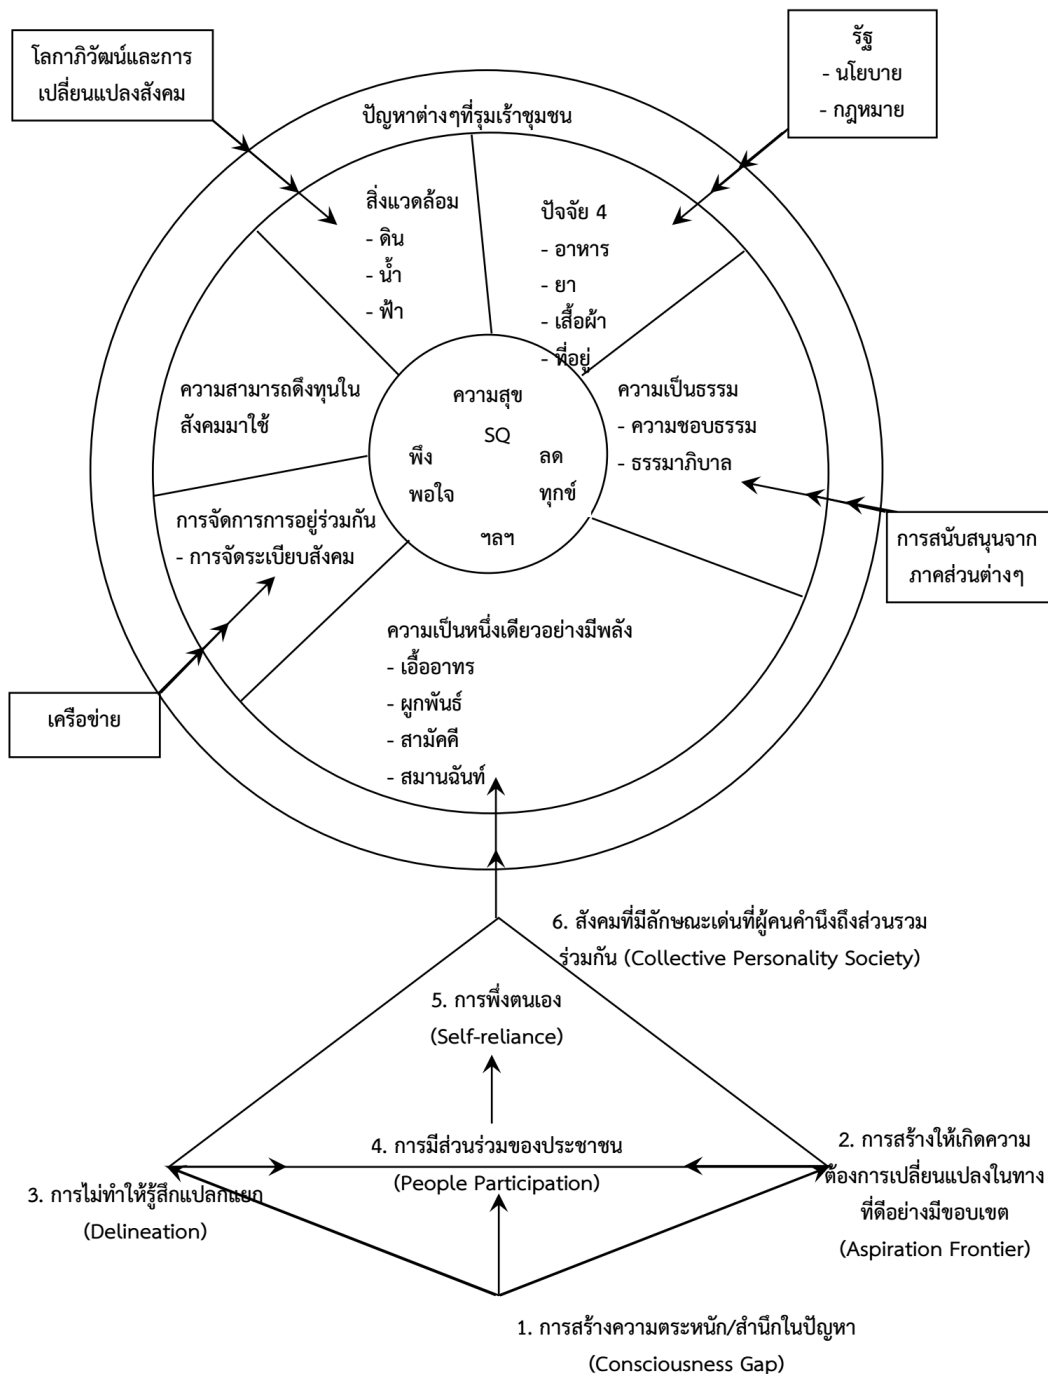 โลกาภิวัฒน์และการ
เปลี่ยนแปลงสังคม
รัฐ
- นโยบาย
- กฎหมาย
ปัญหาต่างๆที่รุมเร้าชุมชน
สิ่งแวดล้อม
- ดิน
- น้ำ
- ฟ้า
ปัจจัย 4
- อาหาร
- ยา
- เสื้อผ้า
- ที่อยู่
ความสามารถดึงทุนใน
สังคมมาใช้
ความสุข
SQ
พึง
พอใจ
ลด
ทุกข์
ฯลฯ
ความเป็นธรรม
- ความชอบธรรม
- ธรรมาภิบาล
การจัดการการอยู่ร่วมกัน
- การจัดระเบียบสังคม
การสนับสนุนจาก
ภาคส่วนต่างๆ
ความเป็นหนึ่งเดียวอย่างมีพลัง
- เอื้ออาทร
- ผูกพันธ์
- สามัคคี
- สมานฉันท์
เครือข่าย
6. สังคมที่มีลักษณะเด่นที่ผู้คนคำนึงถึงส่วนรวม
ร่วมกัน (Collective Personality Society)
5. การพึ่งตนเอง
(Self-reliance)
4. การมีส่วนร่วมของประชาชน
(People Participation)
2. การสร้างให้เกิดความ
ต้องการเปลี่ยนแปลงในทาง
ที่ดีอย่างมีขอบเขต
(Aspiration Frontier)
3. การไม่ทำให้รู้สึกแปลกแยก
(Delineation)
1. การสร้างความตระหนัก/สำนึกในปัญหา
(Consciousness Gap)